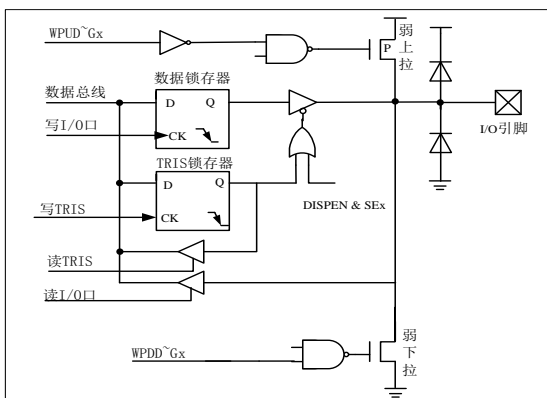 WPUD~Gx
P
弱上拉
数据总线
数据锁存器
D
Q
写I/O口
CK
I/O引脚
TRIS锁存器
D
Q
DISPEN & SEx
写TRIS
CK
读TRIS
读I/O口
WPDD~Gx
弱下拉